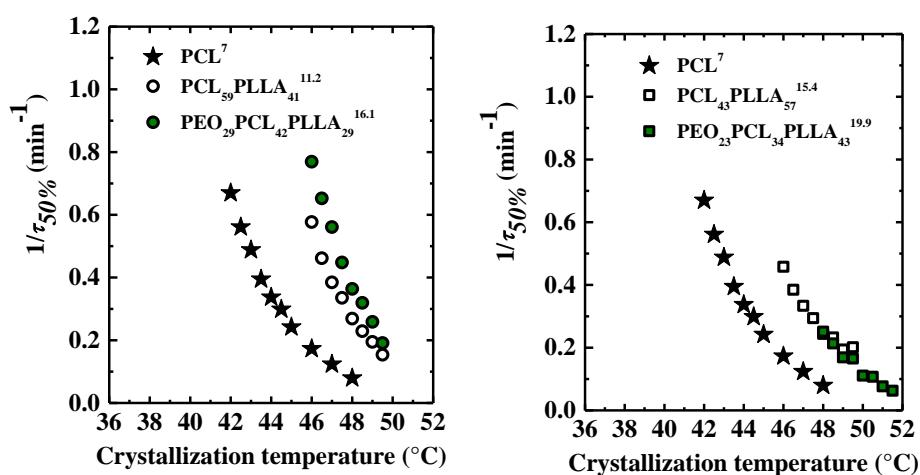 1.2
1.0
0.8
0.6
0.4
0.2
0.0
1/τ50% (min-1)
PCL7
PCL59PLLA41 11.2
PEO29PCL42PLLA29 16.1
36 38 40 42 44 46 48 50 52
Crystallization temperature (°C)
1.2
1.0
0.8
0.6
0.4
0.2
0.0
1/τ50% (min-1)
PCL7
PCL43PLLA57 15.4
PEO23PCL34PLLA43 19.9
36 38 40 42 44 46 48 50 52
Crystallization temperature (°C)